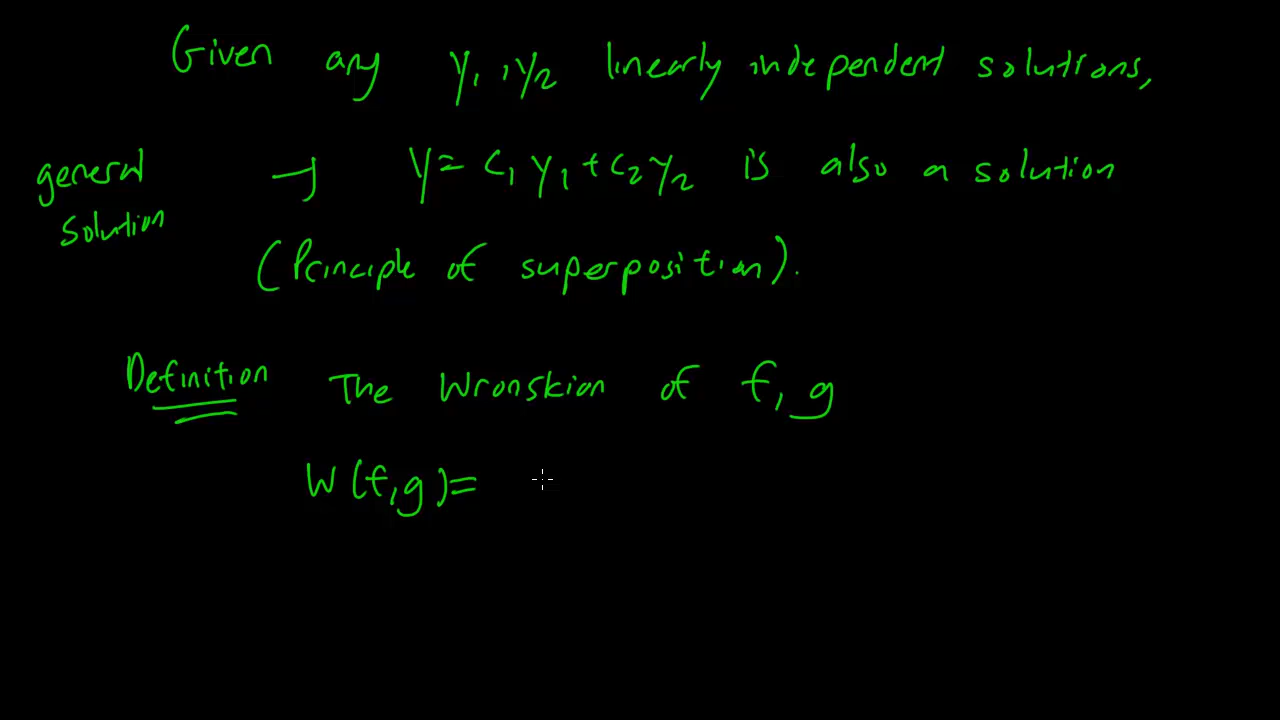 Given any y₁, y₂ linearly independent solutions,
general solution → y = c₁y₁ + c₂y₂ is also a solution
(Principle of superposition).
Definition The Wronskian of f, g
W(f,g)=